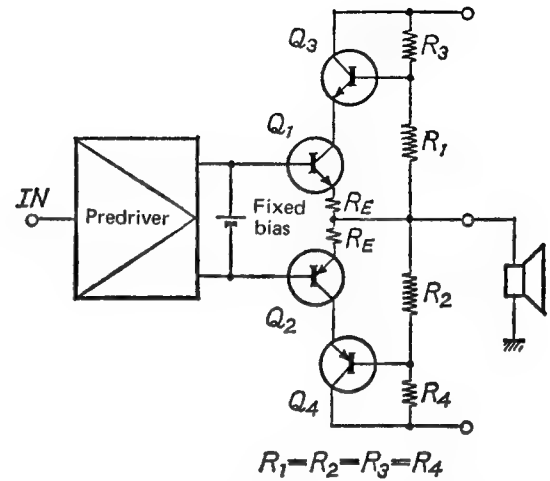 Q3
R3
Q1
R1
IN
Predriver
Fixed
bias
RE
RE
Q2
R2
Q4
R4
R1=R2=R3=R4